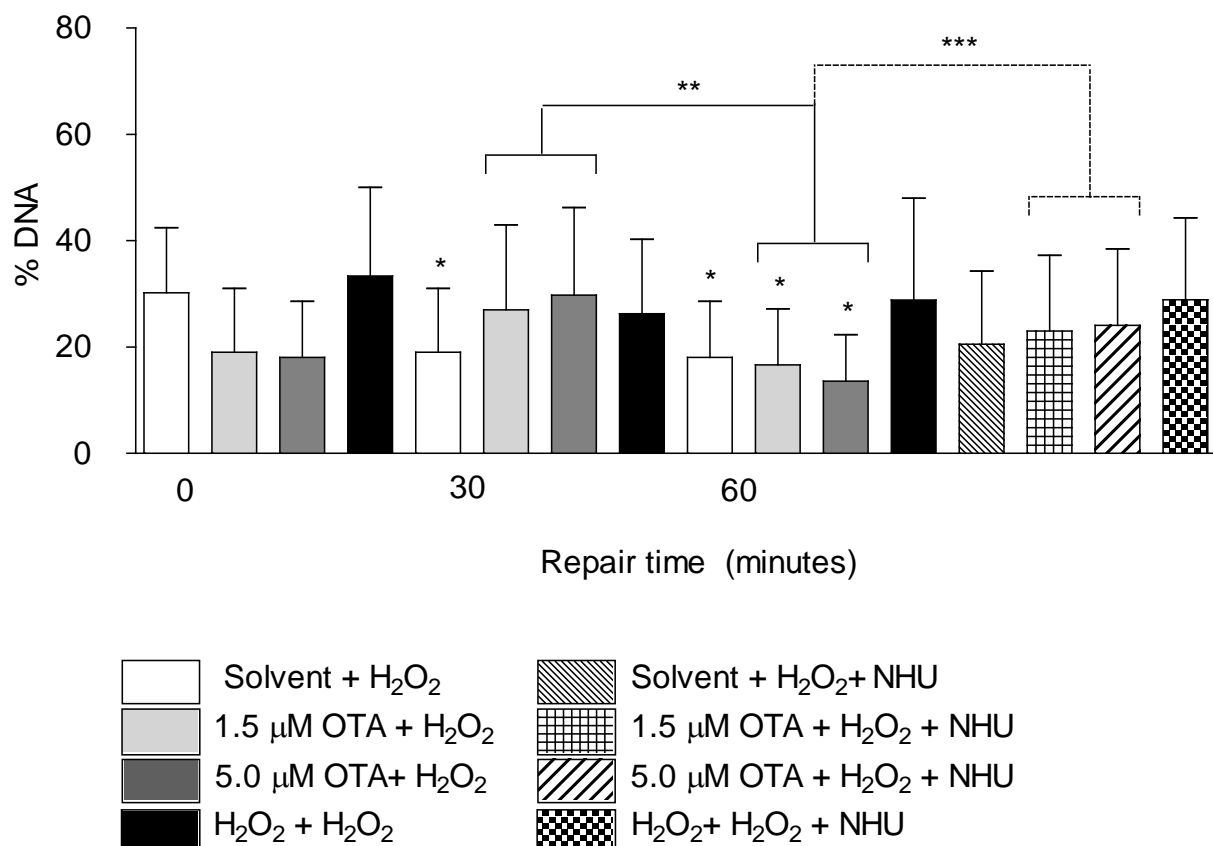 80
***
**
60
% DNA
40
*
*
*
*
20
0
0 30 60
Repair time (minutes)
Solvent + H₂O₂
Solvent + H₂O₂+ NHU
1.5 μM OTA + H₂O₂
1.5 μM OTA + H₂O₂ + NHU
5.0 μM OTA+ H₂O₂
5.0 μM OTA + H₂O₂ + NHU
H₂O₂ + H₂O₂
H₂O₂+ H₂O₂ + NHU